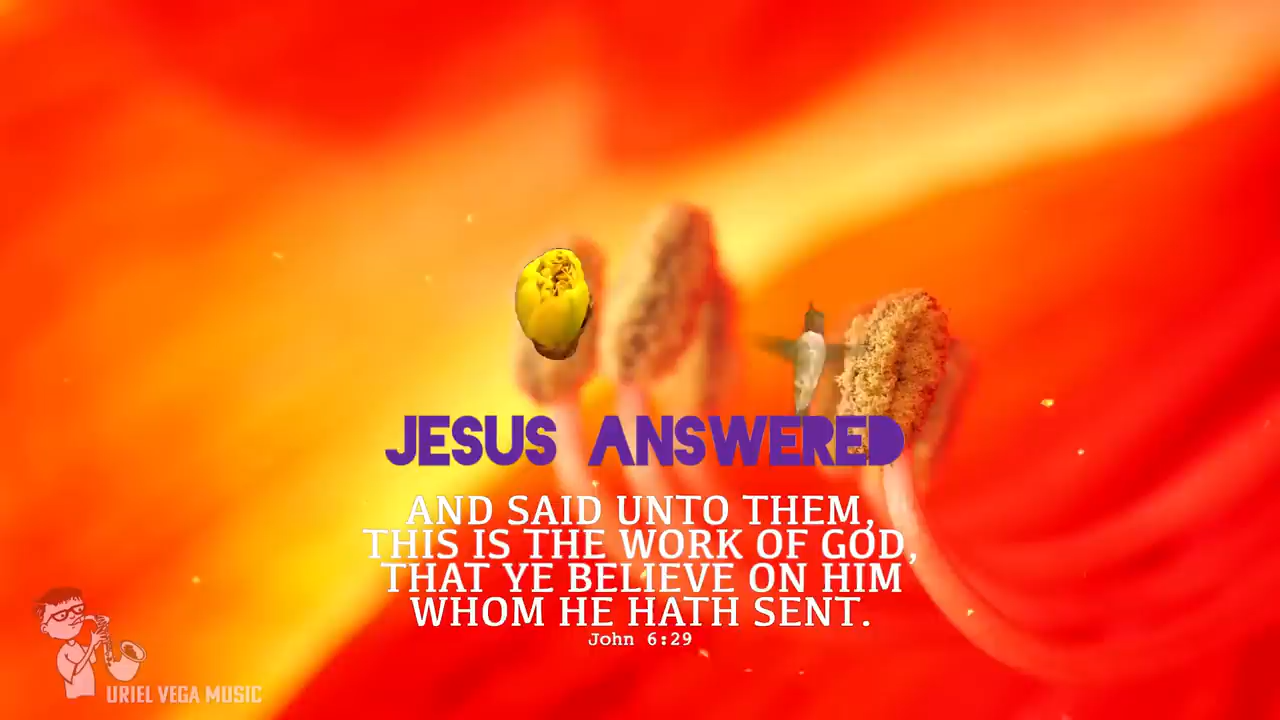 JESUS ANSWERED
AND SAID UNTO THEM,
THIS IS THE WORK OF GOD,
THAT YE BELIEVE ON HIM
WHOM HE HATH SENT.
John 6:29
URIEL VEGA MUSIC